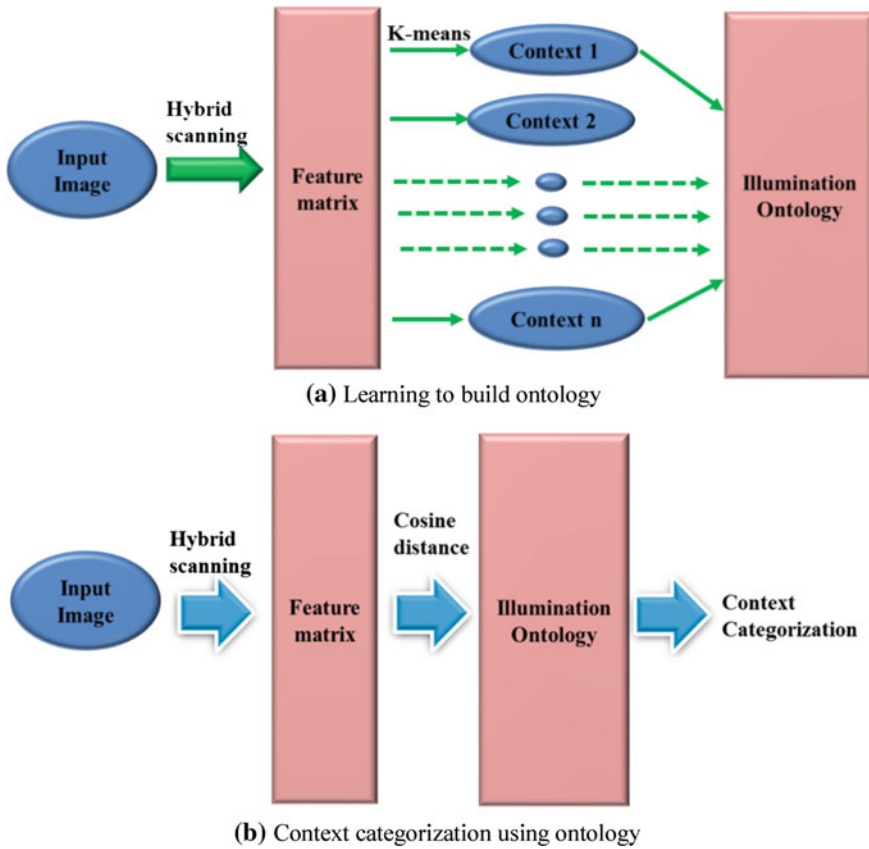 K-means
Context 1
Hybrid
scanning
Context 2
Input
Image
Feature
matrix
Illumination
Ontology
Context n
(a) Learning to build ontology
Hybrid
scanning
Cosine
distance
Input
Image
Feature
matrix
Illumination
Ontology
Context
Categorization
(b) Context categorization using ontology